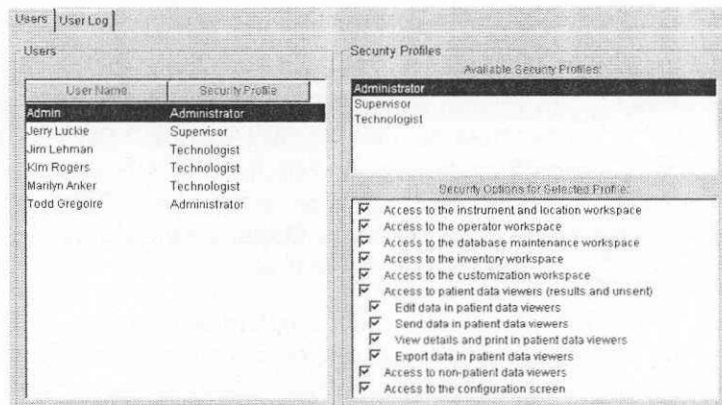 Users User Log
Users
User Name Security Profile
Admin Administrator
Jerry Luckie Supervisor
Jim Lehman Technologist
Kim Rogers Technologist
Marilyn Anker Technologist
Todd Gregoire Administrator
Security Profiles
Available Security Profiles:
Administrator
Supervisor
Technologist
Security Options for Selected Profile:
Access to the instrument and location workspace
Access to the operator workspace
Access to the database maintenance workspace
Access to the inventory workspace
Access to the customization workspace
Access to patient data viewers (results and unsent)
Edit data in patient data viewers
Send data in patient data viewers
View details and print in patient data viewers
Export data in patient data viewers
Access to non-patient data viewers
Access to the configuration screen